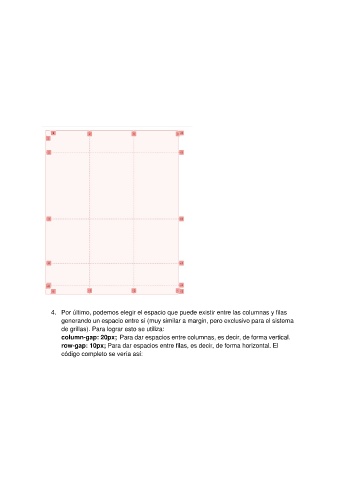 4. Por último, podemos elegir el espacio que puede existir entre las columnas y filas
generando un espacio entre sí (muy similar a margin, pero exclusivo para el sistema
de grillas). Para lograr esto se utiliza:
column-gap: 20px; Para dar espacios entre columnas, es decir, de forma vertical.
row-gap: 10px; Para dar espacios entre filas, es decir, de forma horizontal. El
código completo se vería así: